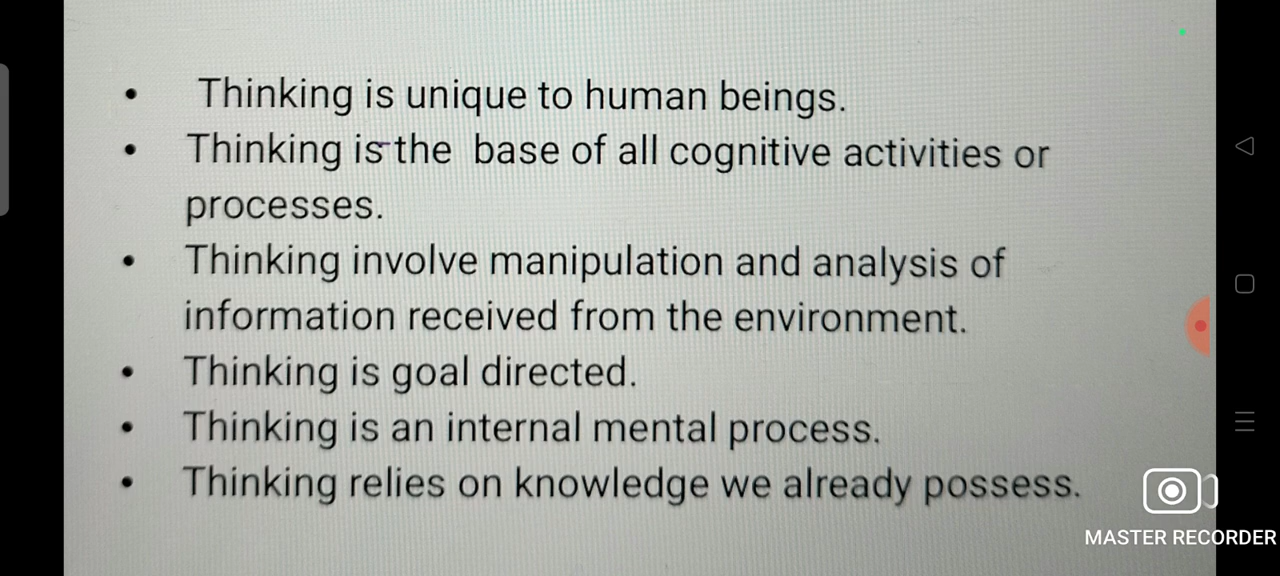 • Thinking is unique to human beings.
• Thinking is the base of all cognitive activities or
processes.
• Thinking involve manipulation and analysis of
information received from the environment.
• Thinking is goal directed.
• Thinking is an internal mental process.
• Thinking relies on knowledge we already possess.
MASTER RECORDER